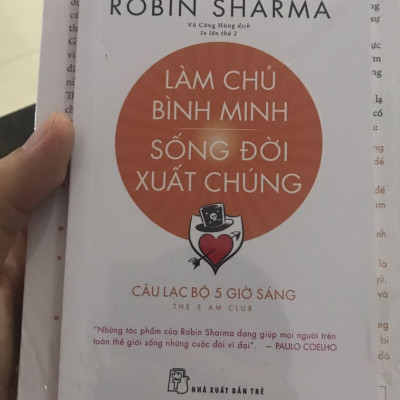 ROBIN SHARMA
Võ Công Hùng dịch
In lần thứ 2
LÀM CHỦ
BÌNH MINH
SỐNG ĐỜI
XUẤT CHÚNG
CÂU LẠC BỘ 5 GIỜ SÁNG
THE 5 AM CLUB
"Những tác phẩm của Robin Sharma đang giúp mọi người trên
toàn thế giới sống những cuộc đời vĩ đại". — PAULO COELHO
NHÀ XUẤT BẢN TRẺ